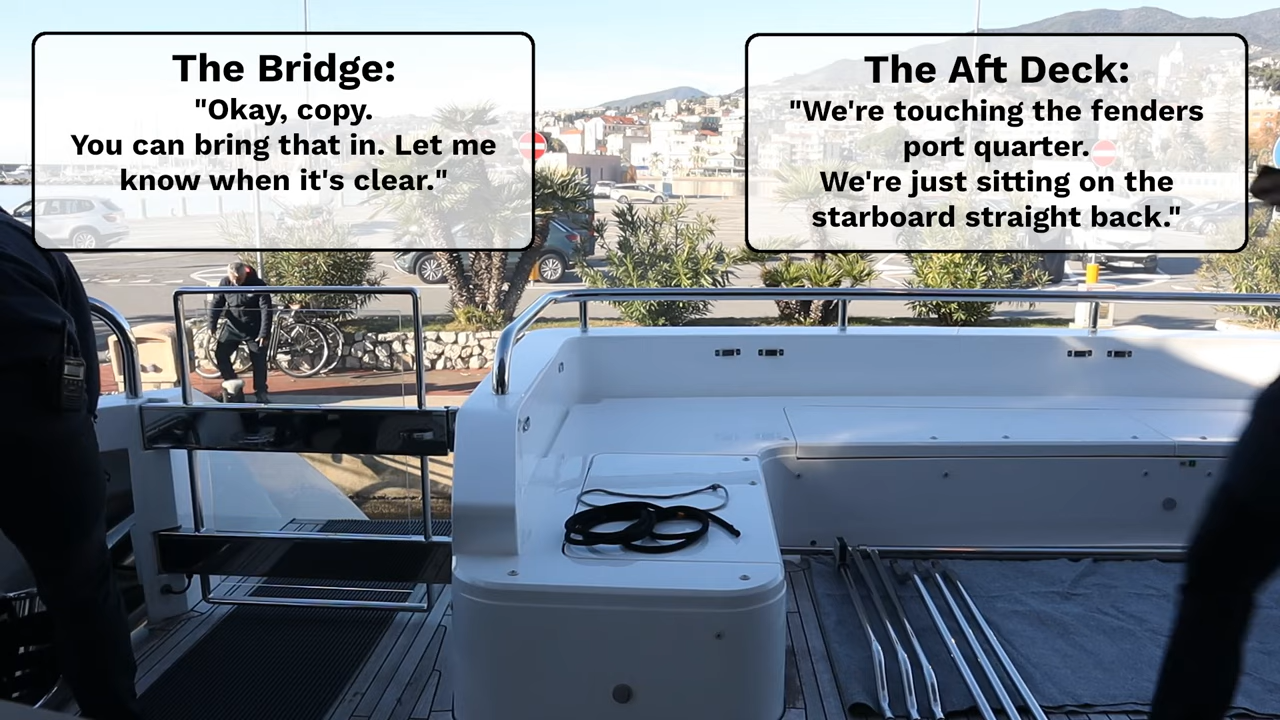 The Bridge:
"Okay, copy.
You can bring that in. Let me
know when it's clear."
The Aft Deck:
"We're touching the fenders
port quarter.
We're just sitting on the
starboard straight back."